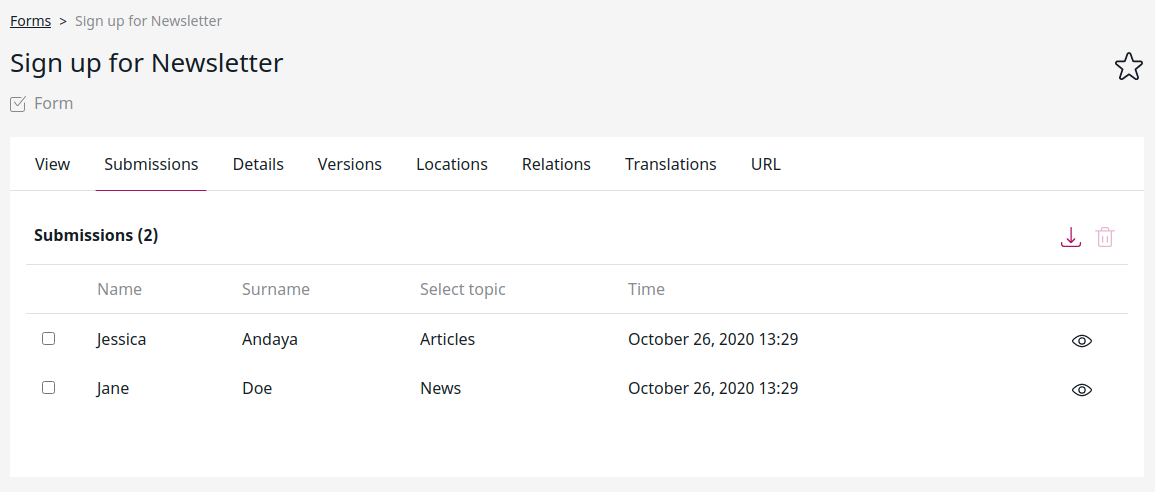 Forms > Sign up for Newsletter
Sign up for Newsletter
Form
View Submissions Details Versions Locations Relations Translations URL
Submissions (2)
Name Surname Select topic Time
Jessica Andaya Articles October 26, 2020 13:29
Jane Doe News October 26, 2020 13:29